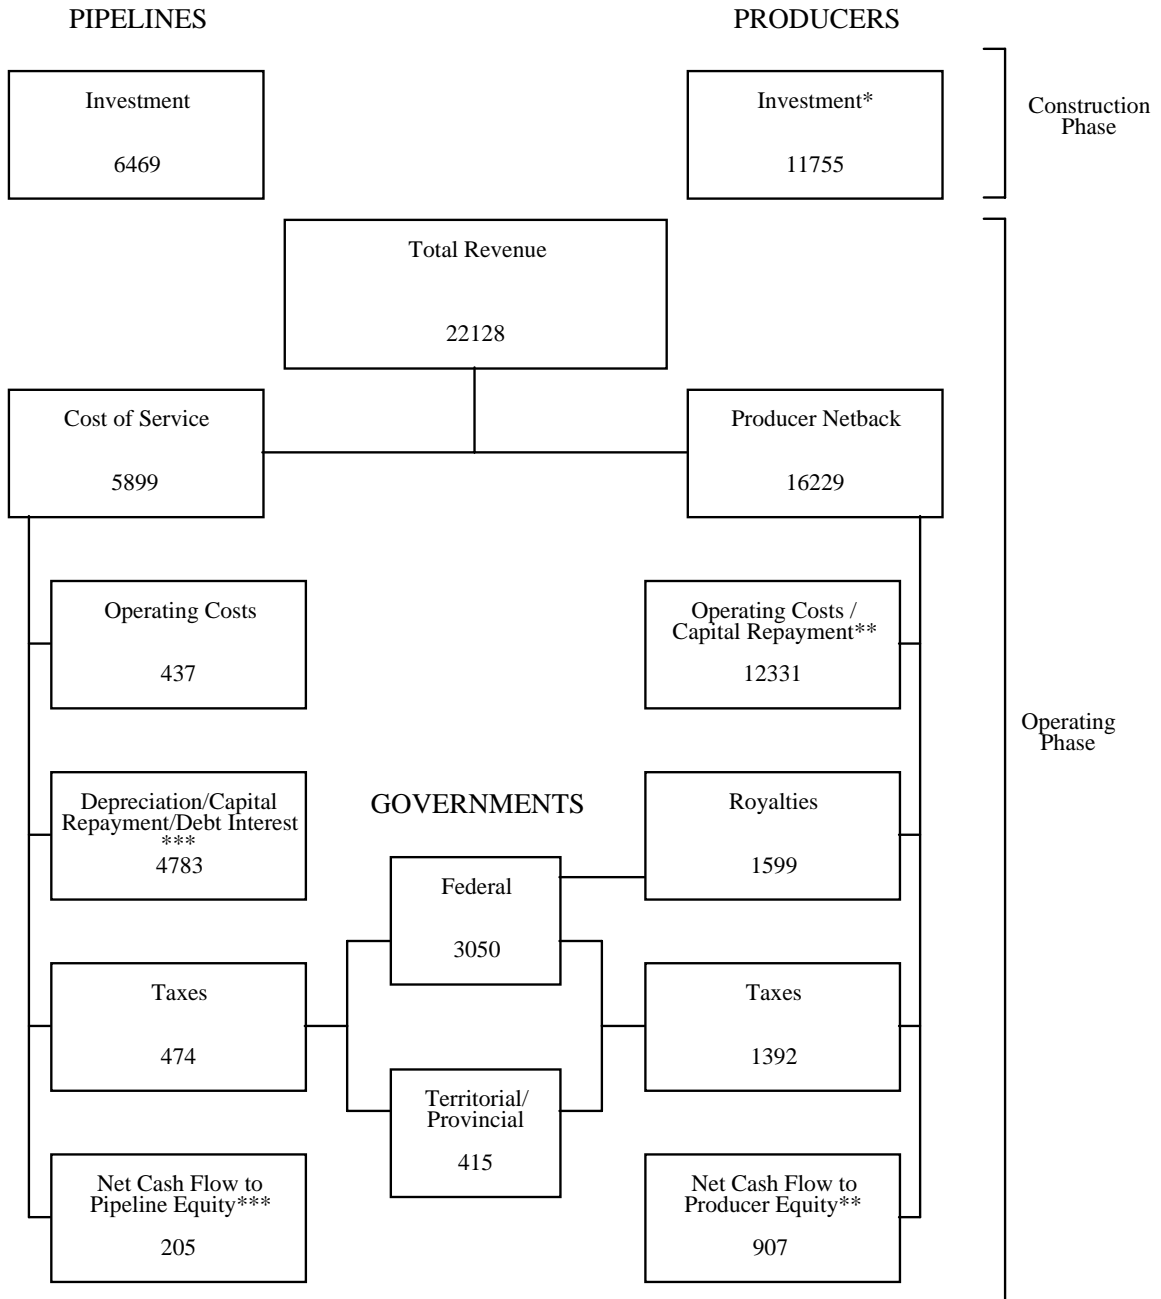 PIPELINES
PRODUCERS
Investment
6469
Investment*
11755
Construction
Phase
Total Revenue
22128
Cost of Service
5899
Producer Netback
16229
Operating Costs
437
Operating Costs /
Capital Repayment**
12331
Operating
Phase
Depreciation/Capital
Repayment/Debt Interest
***
4783
GOVERNMENTS
Royalties
1599
Federal
3050
Taxes
474
Taxes
1392
Territorial/
Provincial
415
Net Cash Flow to
Pipeline Equity***
205
Net Cash Flow to
Producer Equity**
907